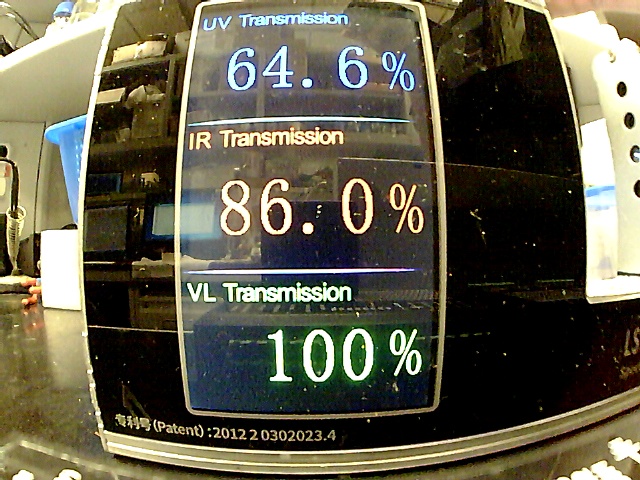 UV Transmission
64.6%
IR Transmission
86.0%
VL Transmission
100%
专利号(Patent):2012 2 0302023.4
LS